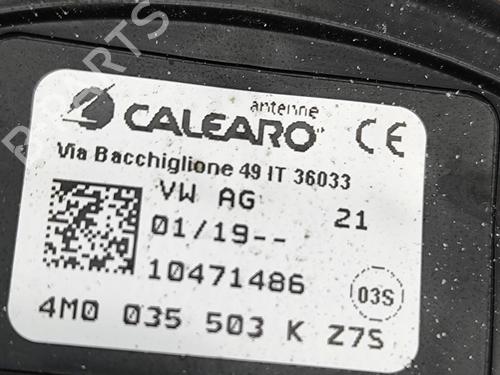 antenne
CALEARO
CE
Via Bacchiglione 49 IT 36033
VW AG
21
01/19--
10471486
03S
4M0 035 503 K Z7S